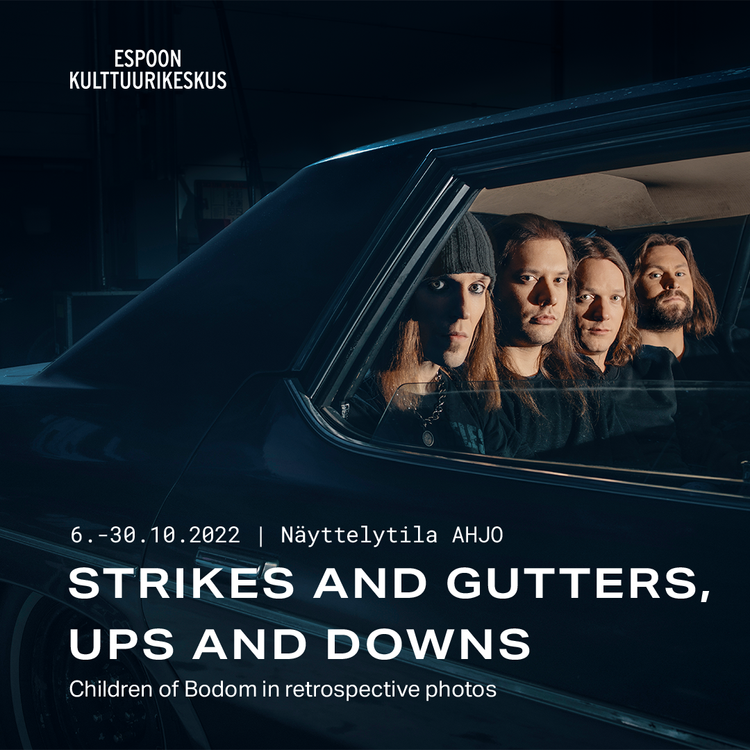 ESPOON
KULTTUURIKESKUS
6.-30.10.2022 | Näyttelytila AHJO
STRIKES AND GUTTERS,
UPS AND DOWNS
Children of Bodom in retrospective photos